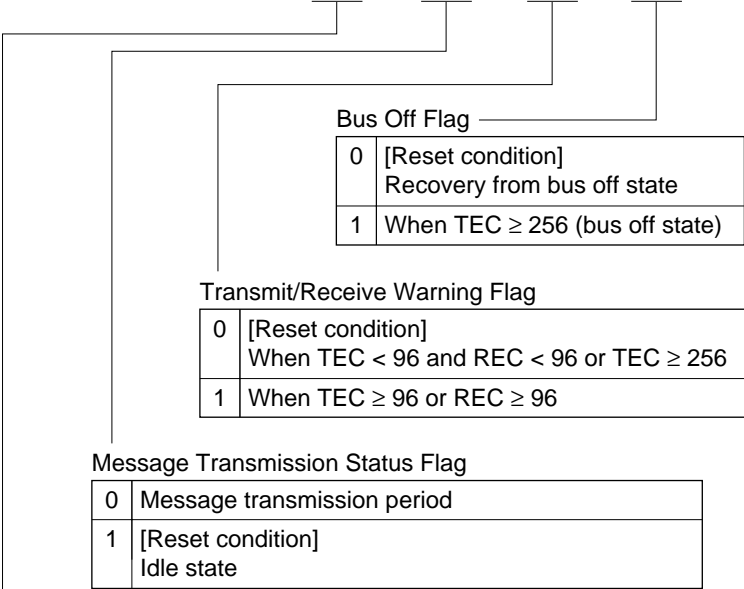 Bus Off Flag
0 [Reset condition]
Recovery from bus off state
1 When TEC ≥ 256 (bus off state)
Transmit/Receive Warning Flag
0 [Reset condition]
When TEC < 96 and REC < 96 or TEC ≥ 256
1 When TEC ≥ 96 or REC ≥ 96
Message Transmission Status Flag
0 Message transmission period
1 [Reset condition]
Idle state